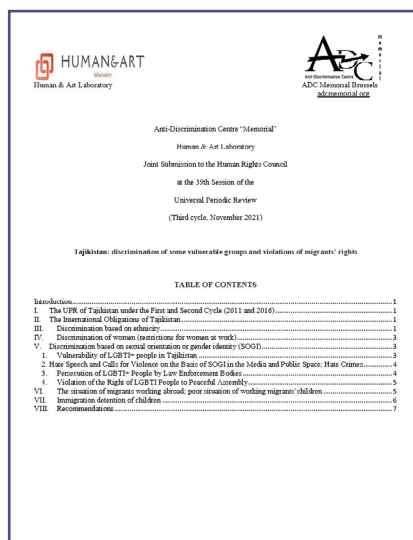 HUMAN&ART
laboratory
Human & Art Laboratory
ADC
memorial
Anti-Discrimination Centre
ADC Memorial Brussels
adcmemorial.org
Anti-Discrimination Centre “Memorial”
Human & Art Laboratory
Joint Submission to the Human Rights Council
at the 39th Session of the
Universal Periodic Review
(Third cycle, November 2021)
Tajikistan: discrimination of some vulnerable groups and violations of migrants’ rights
TABLE OF CONTENTS
Introduction 1
I. The UPR of Tajikistan under the First and Second Cycle (2011 and 2016) 1
II. The International Obligations of Tajikistan 1
III. Discrimination based on ethnicity 1
IV. Discrimination of women (restrictions for women at work) 3
V. Discrimination based on sexual orientation or gender identity (SOGI) 3
1. Vulnerability of LGBTI+ people in Tajikistan 3
2. Hate Speech and Calls for Violence on the Basis of SOGI in the Media and Public Space; Hate Crimes 4
3. Persecution of LGBTI+ People by Law Enforcement Bodies 4
4. Violation of the Right of LGBTI People to Peaceful Assembly 5
VI. The situation of migrants working abroad; poor situation of working migrants’ children 5
VII. Immigration detention of children 6
VIII. Recommendations 7